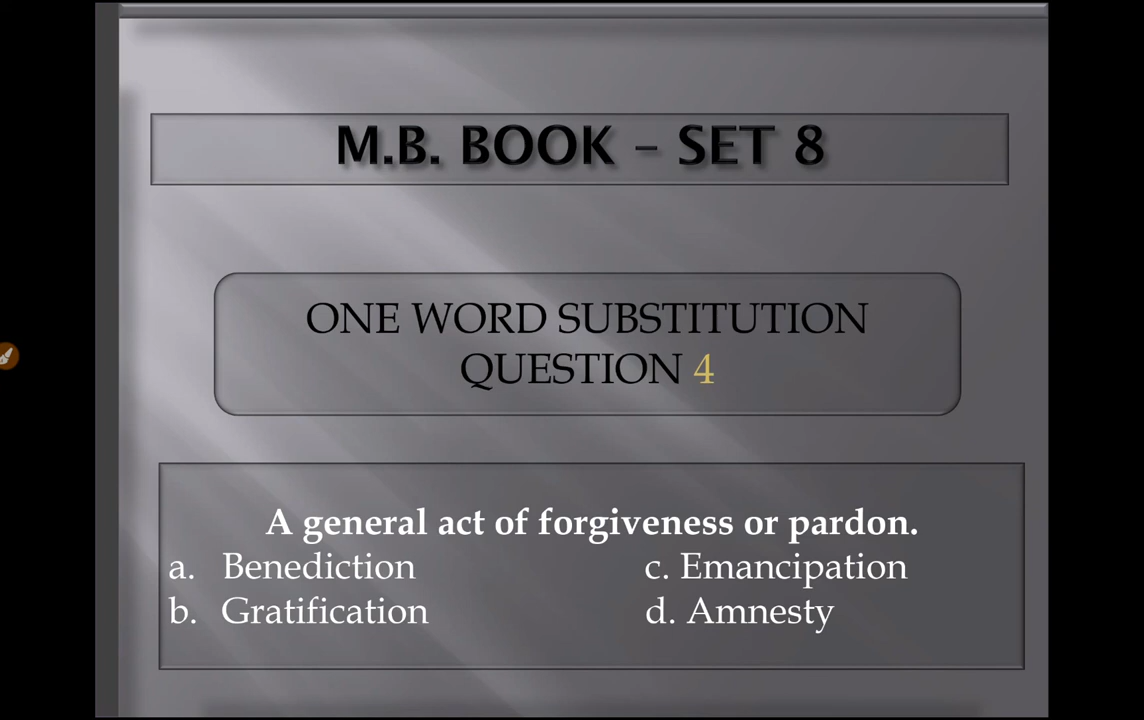 M.B. BOOK – SET 8
ONE WORD SUBSTITUTION
QUESTION 4
A general act of forgiveness or pardon.
a. Benediction c. Emancipation
b. Gratification d. Amnesty